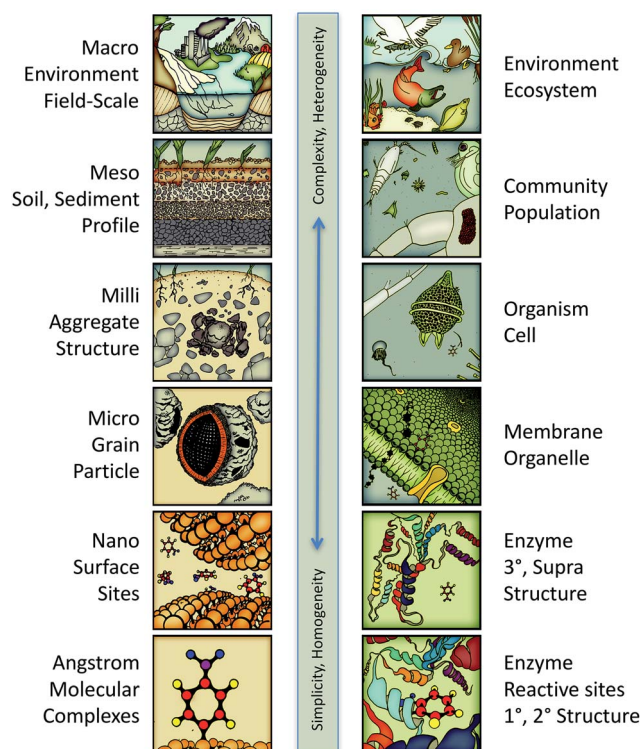 Macro
Environment
Field-Scale
Meso
Soil, Sediment
Profile
Milli
Aggregate
Structure
Micro
Grain
Particle
Nano
Surface
Sites
Angstrom
Molecular
Complexes
Complexity, Heterogeneity
Simplicity, Homogeneity
Environment
Ecosystem
Community
Population
Organism
Cell
Membrane
Organelle
Enzyme
3°, Supra
Structure
Enzyme
Reactive sites
1°, 2° Structure